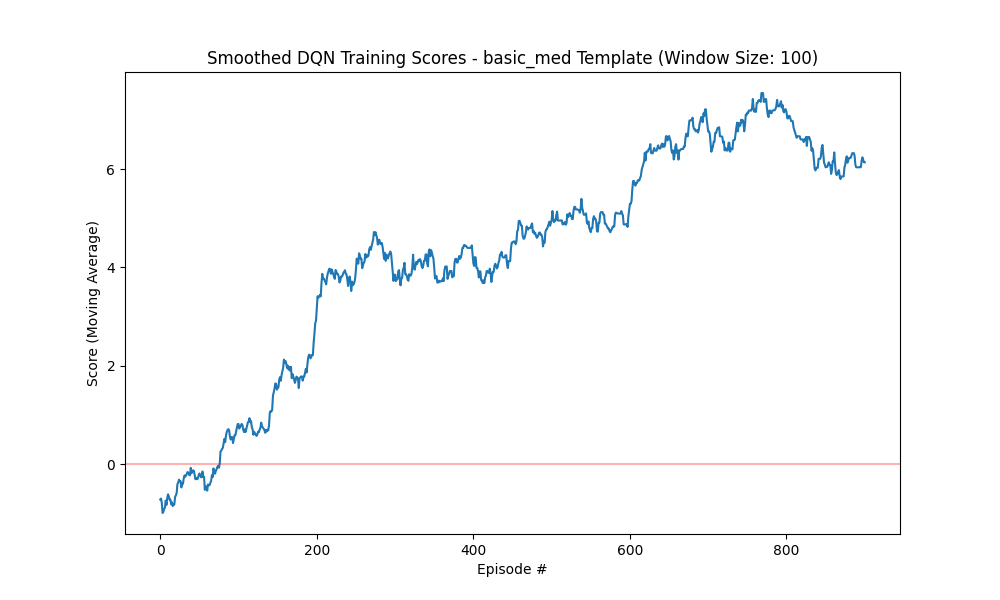 Smoothed DQN Training Scores - basic_med Template (Window Size: 100)
Score (Moving Average)
6
4
2
0
0 200 400 600 800
Episode #